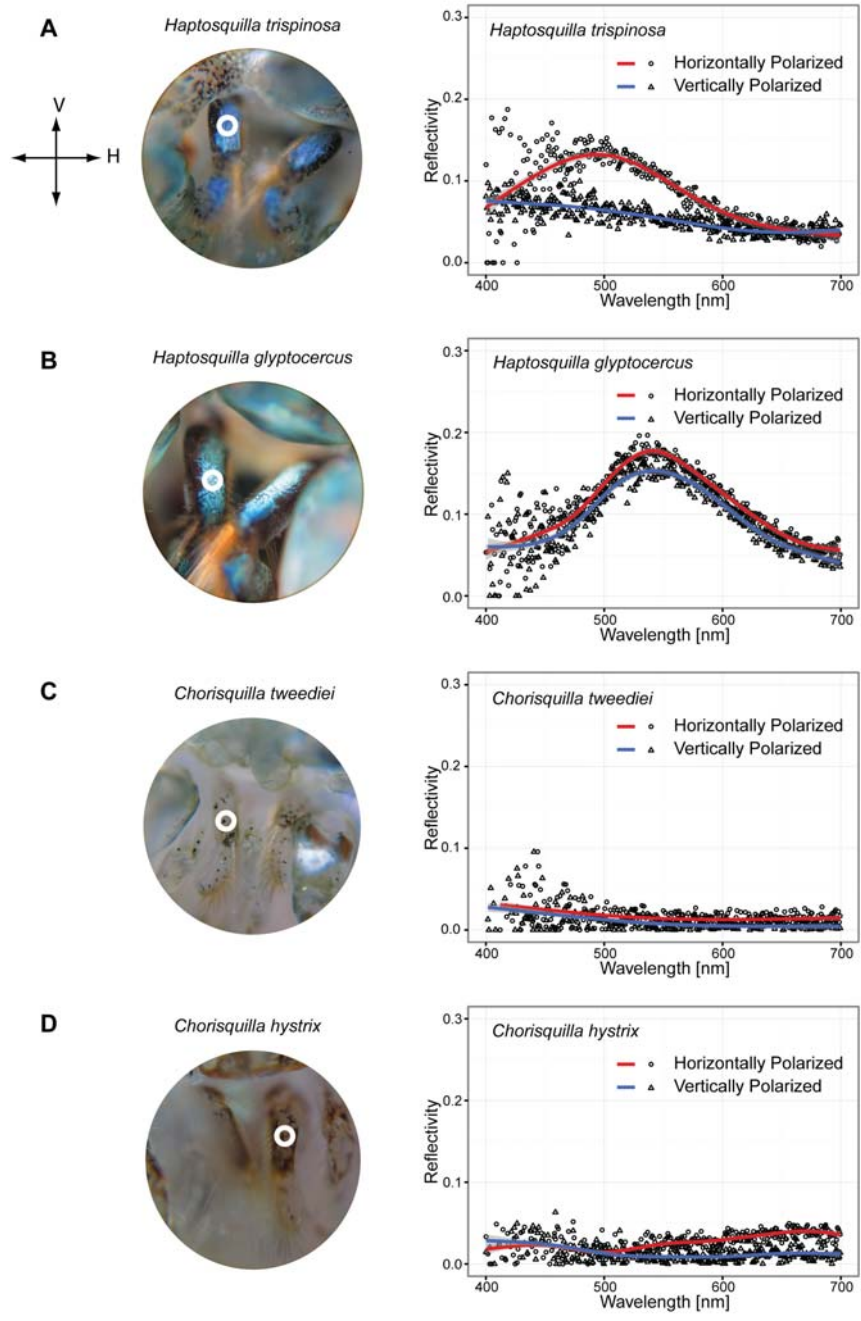 A
Haptosquilla trispinosa
V
H
Haptosquilla trispinosa
Horizontally Polarized
Vertically Polarized
0.3
0.2
0.1
0.0
Reflectivity
400
500
600
700
Wavelength [nm]
B
Haptosquilla glyptocercus
Haptosquilla glyptocercus
Horizontally Polarized
Vertically Polarized
0.3
0.2
0.1
0.0
Reflectivity
400
500
600
700
Wavelength [nm]
C
Chorisquilla tweediei
Chorisquilla tweediei
Horizontally Polarized
Vertically Polarized
0.3
0.2
0.1
0.0
Reflectivity
400
500
600
700
Wavelength [nm]
D
Chorisquilla hystrix
Chorisquilla hystrix
Horizontally Polarized
Vertically Polarized
0.3
0.2
0.1
0.0
Reflectivity
400
500
600
700
Wavelength [nm]